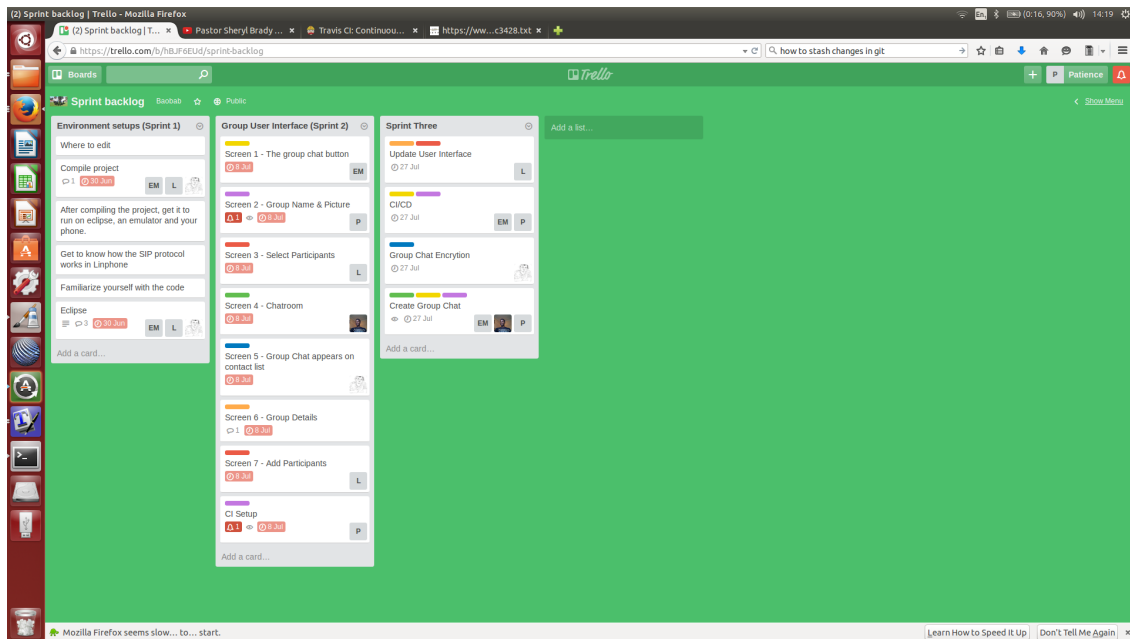 (2) Sprint backlog | Trello - Mozilla Firefox
En (0:16, 90%) 14:19
(2) Sprint backlog | T... × Pastor Sheryl Brady ... × Travis CI: Continuou... × https://ww...c3428.txt ×
https://trello.com/b/hBJF6EUd/sprint-backlog
how to stash changes in git
Boards
Trello
P Patience
Sprint backlog Baobab Public
Show Menu
Environment setups (Sprint 1)
Where to edit
Compile project
1 30 Jun
EM L
After compiling the project, get it to
run on eclipse, an emulator and your
phone.
Get to know how the SIP protocol
works in Linphone
Familiarize yourself with the code
Eclipse
3 30 Jun
EM L
Add a card...
Group User Interface (Sprint 2)
Screen 1 - The group chat button
8 Jul
EM
Screen 2 - Group Name & Picture
1 8 Jul
P
Screen 3 - Select Participants
8 Jul
L
Screen 4 - Chatroom
8 Jul
Screen 5 - Group Chat appears on
contact list
8 Jul
Screen 6 - Group Details
1 8 Jul
Screen 7 - Add Participants
8 Jul
L
CI Setup
1 8 Jul
P
Add a card...
Sprint Three
Update User Interface
27 Jul
L
CI/CD
27 Jul
EM P
Group Chat Encrytion
27 Jul
Create Group Chat
27 Jul
EM P
Add a card...
Add a list...
Mozilla Firefox seems slow... to... start.
Learn How to Speed It Up
Don't Tell Me Again ×